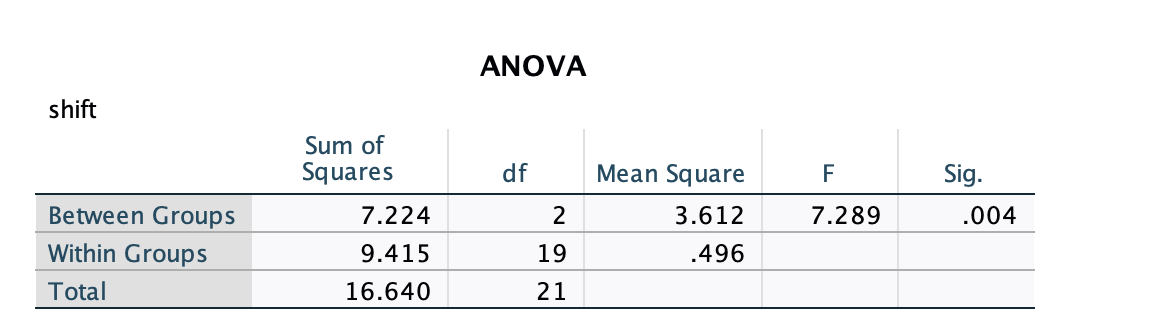 ANOVA
shift
Sum of Squares df Mean Square F Sig.
Between Groups 7.224 2 3.612 7.289 .004
Within Groups 9.415 19 .496
Total 16.640 21